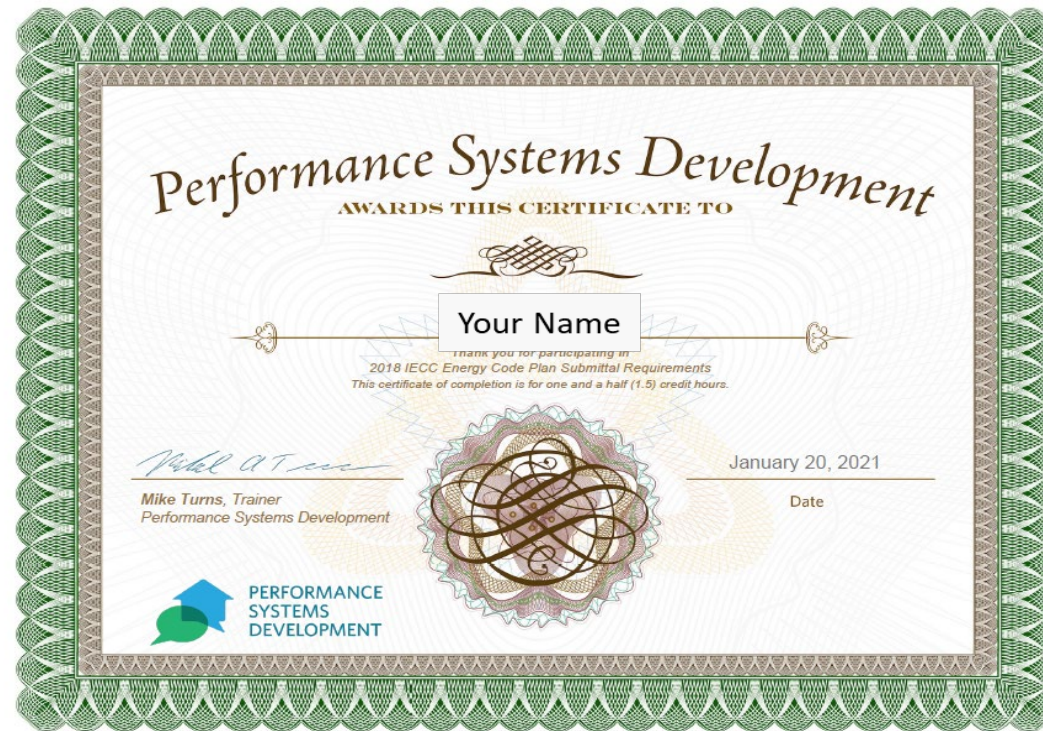 Performance Systems Development
AWARDS THIS CERTIFICATE TO
Your Name
Thank you for participating in
2018 IECC Energy Code Plan Submittal Requirements
This certificate of completion is for one and a half (1.5) credit hours.
January 20, 2021
Mike Turns, Trainer
Performance Systems Development
Date
PERFORMANCE
SYSTEMS
DEVELOPMENT